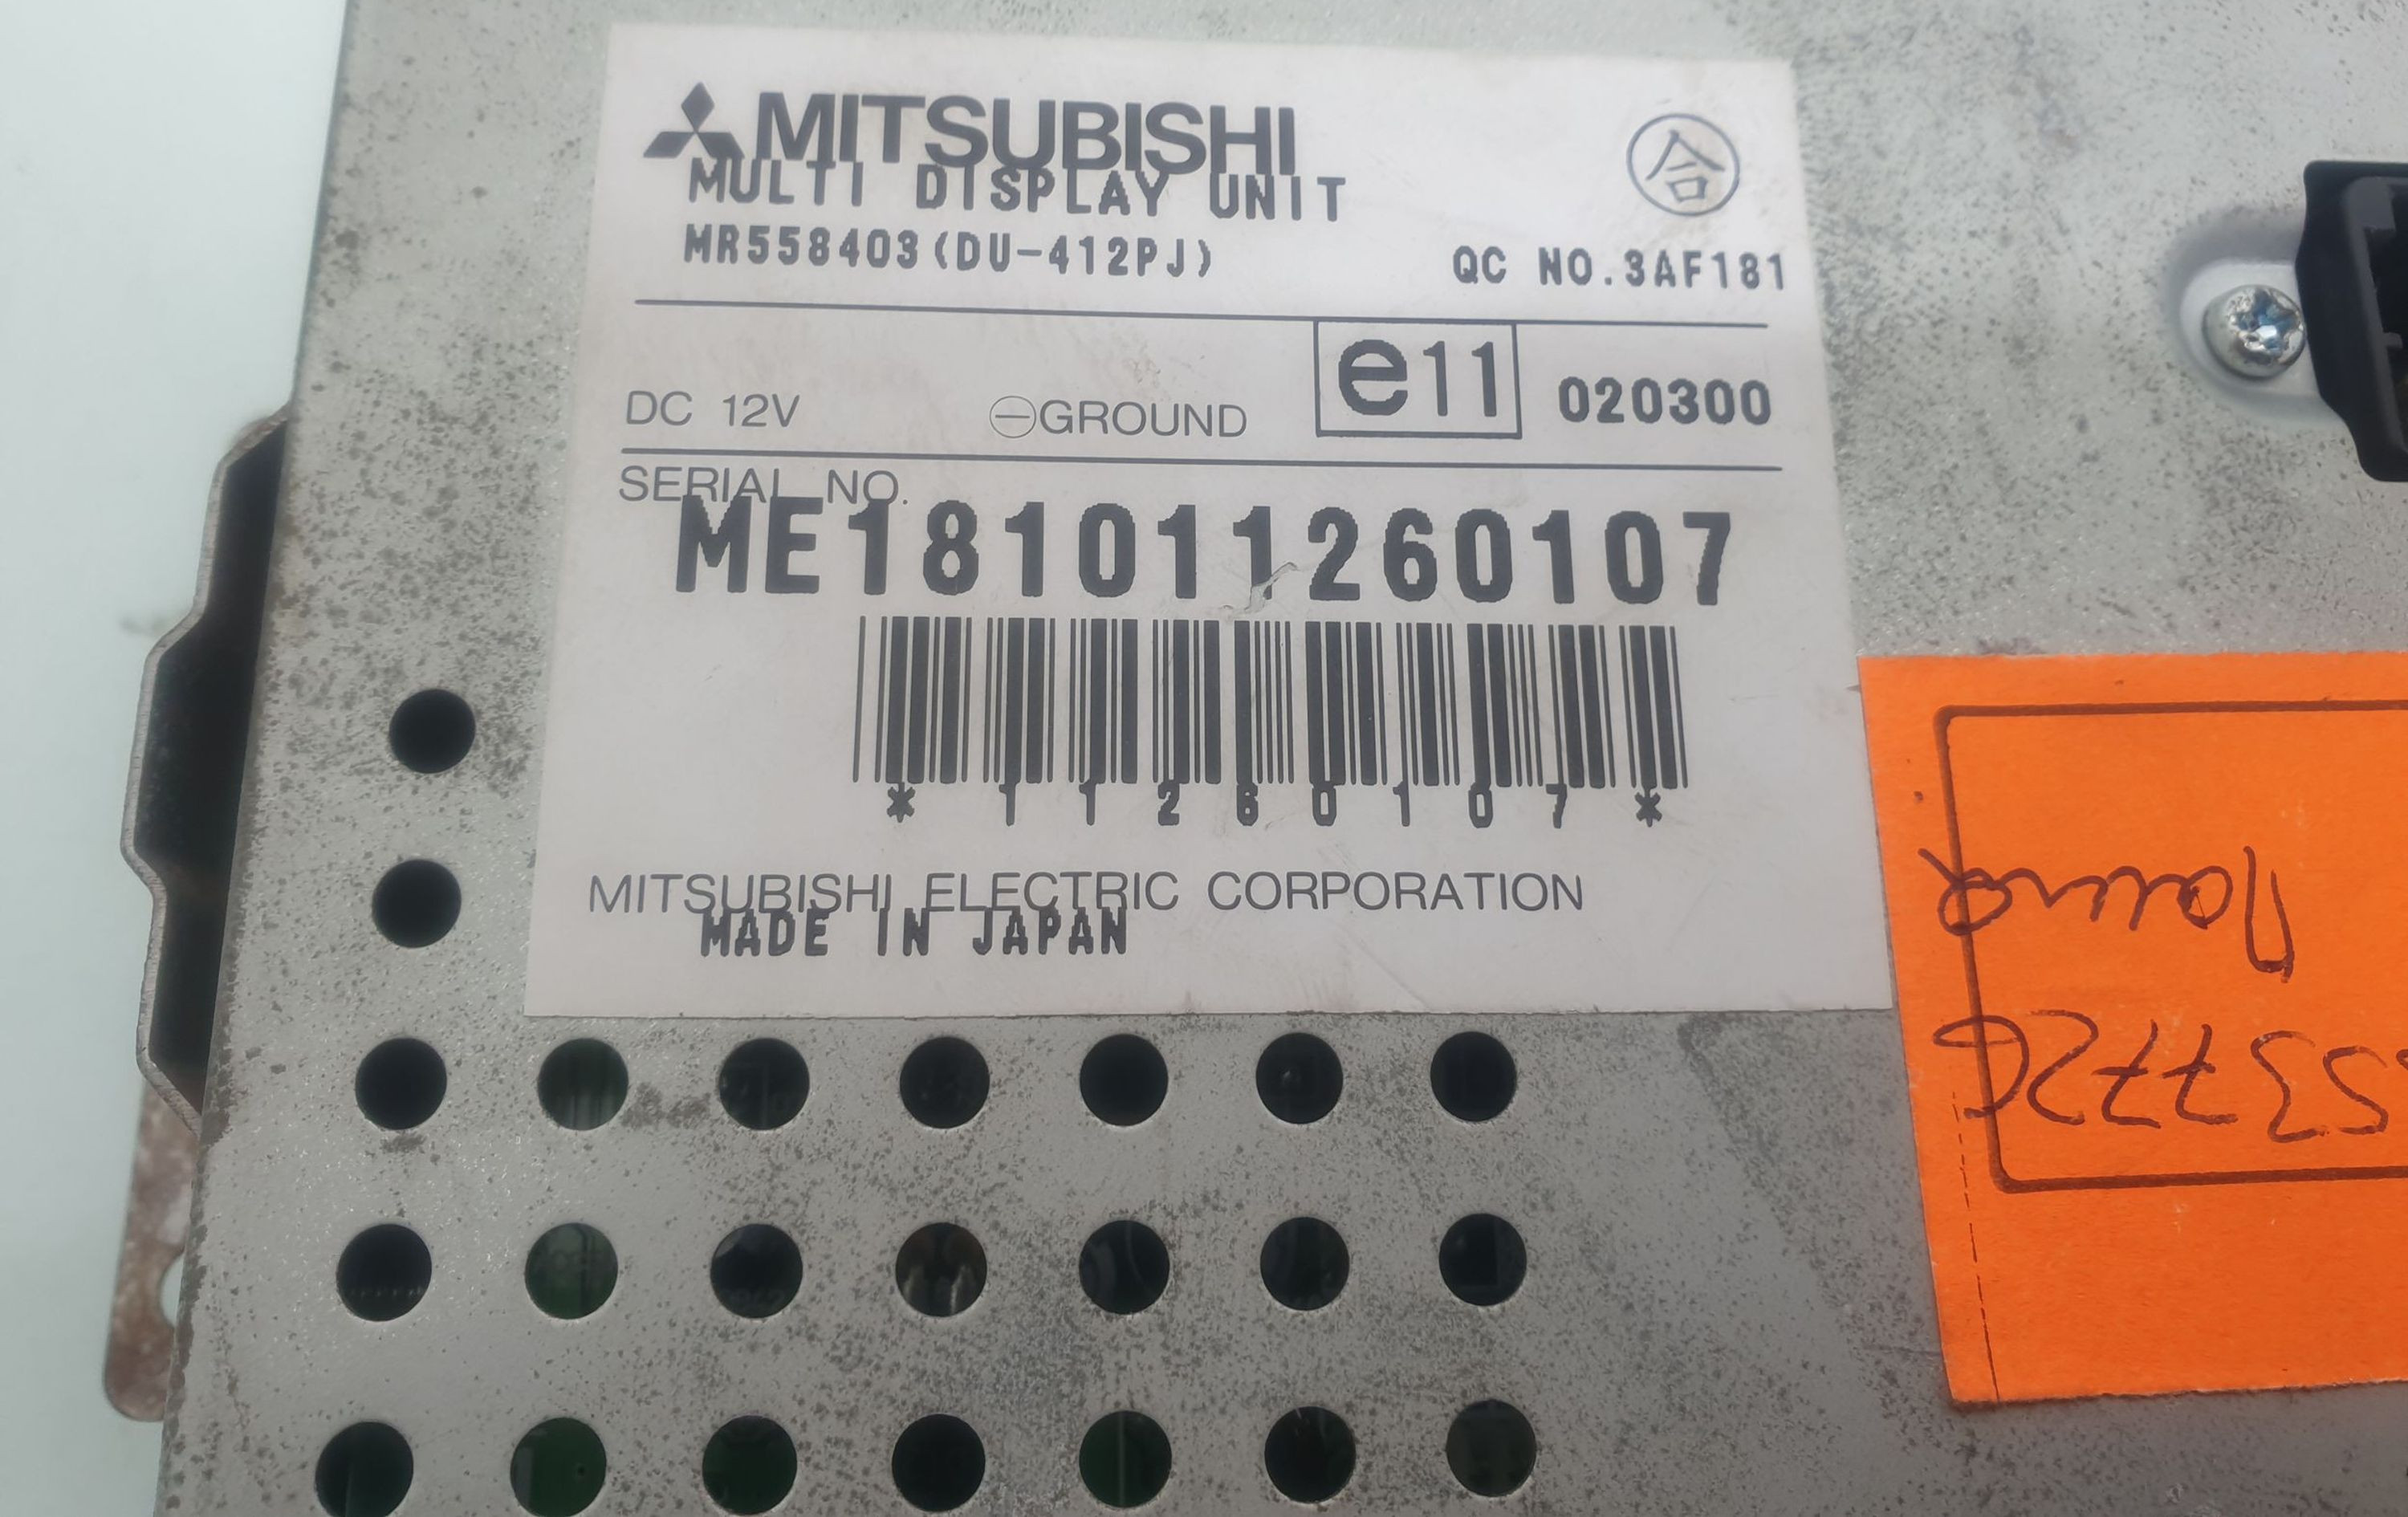 MITSUBISHI
合
MULTI DISPLAY UNIT
MR558403(DU-412PJ)
QC NO.3AF181
DC 12V
GROUND
e11
020300
SERIAL NO.
ME181011260107
*11260107*
MITSUBISHI ELECTRIC CORPORATION
MADE IN JAPAN